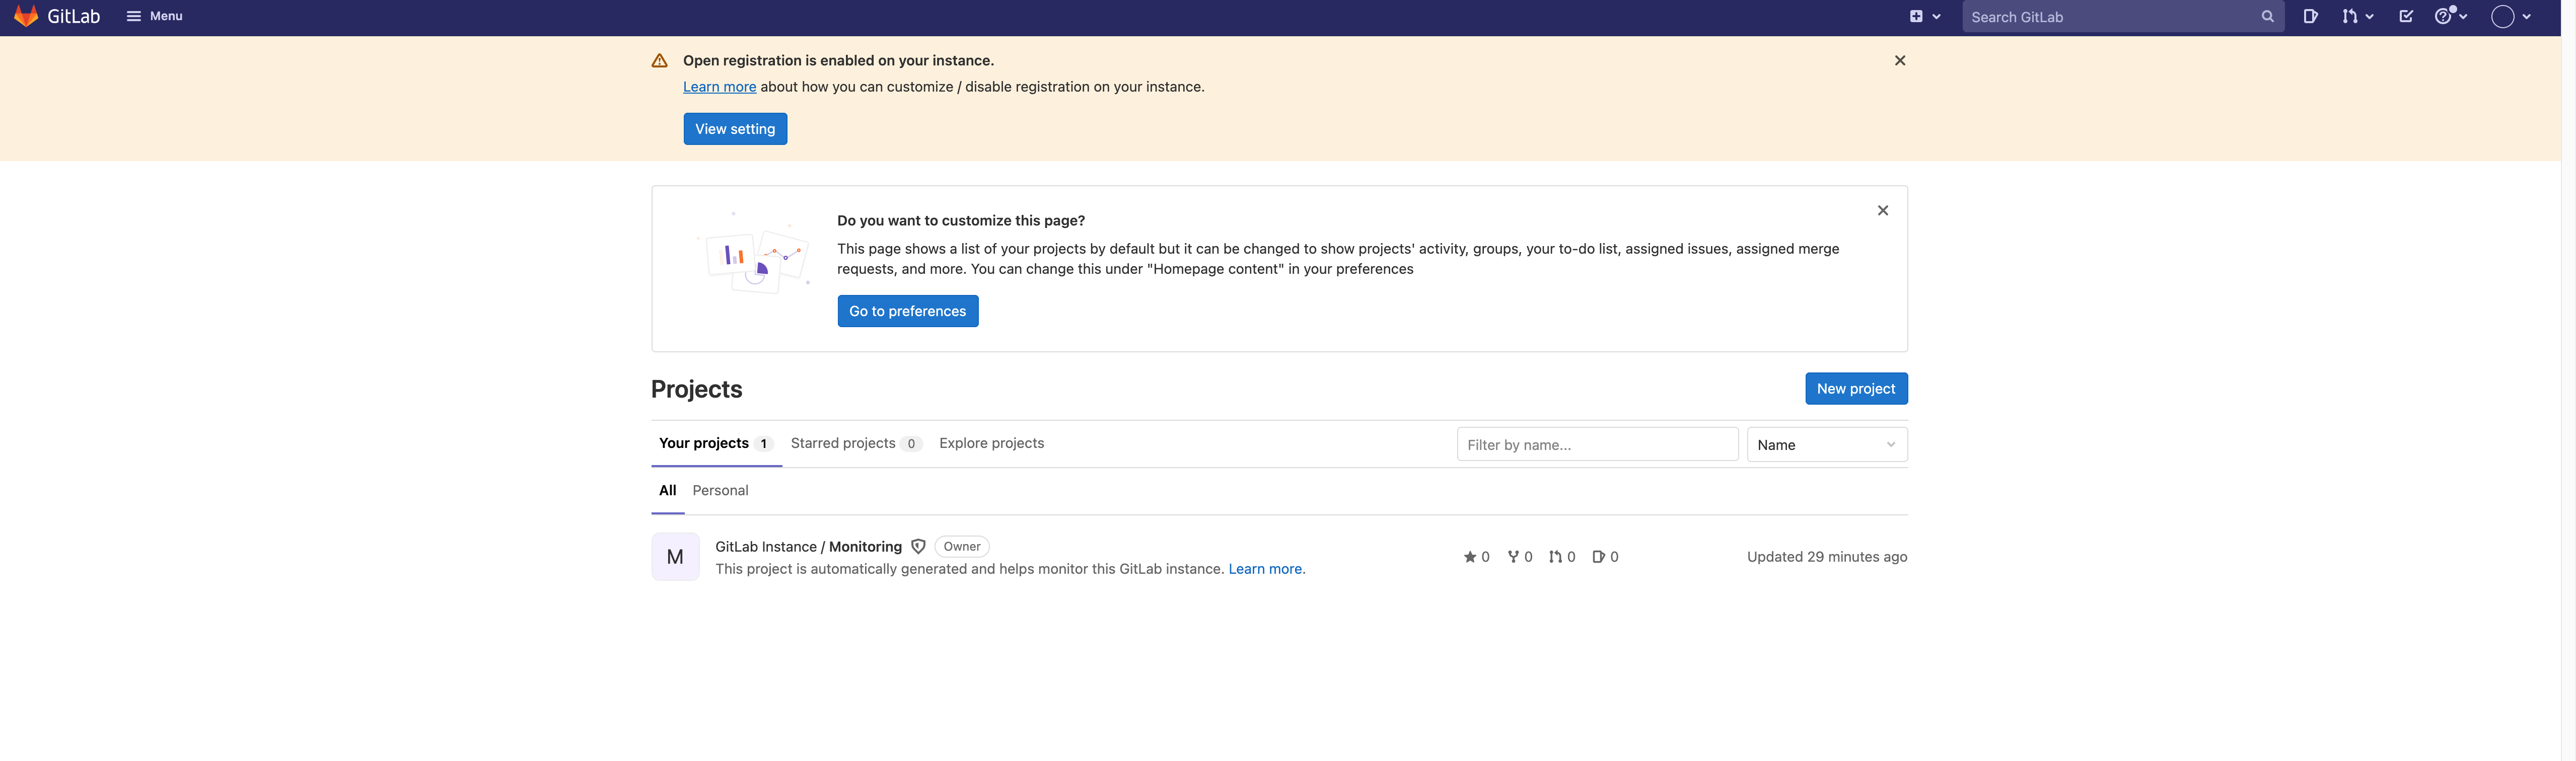 GitLab Menu Search GitLab
Open registration is enabled on your instance.
Learn more about how you can customize / disable registration on your instance.
View setting
Do you want to customize this page?
This page shows a list of your projects by default but it can be changed to show projects' activity, groups, your to-do list, assigned issues, assigned merge
requests, and more. You can change this under "Homepage content" in your preferences
Go to preferences
Projects
New project
Your projects 1 Starred projects 0 Explore projects Filter by name... Name
All Personal
M
GitLab Instance / Monitoring Owner
This project is automatically generated and helps monitor this GitLab instance. Learn more.
0 0 0 0 Updated 29 minutes ago